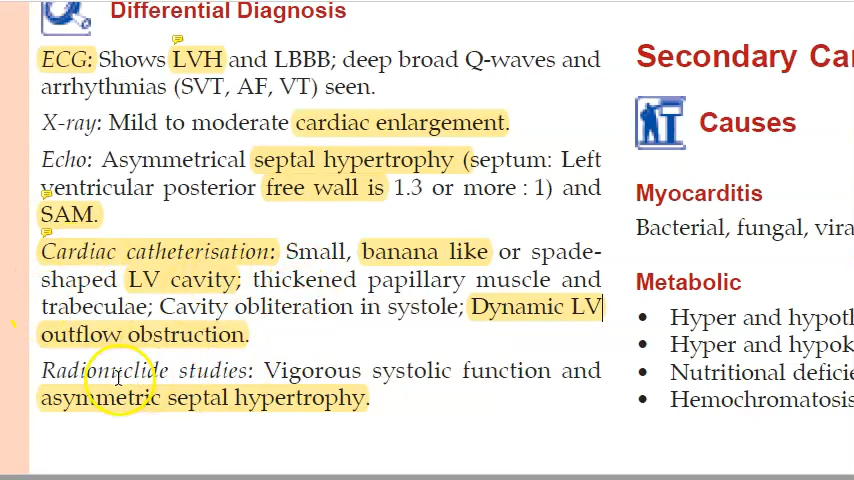 Differential Diagnosis
ECG: Shows LVH and LBBB; deep broad Q-waves and
arrhythmias (SVT, AF, VT) seen.
X-ray: Mild to moderate cardiac enlargement.
Echo: Asymmetrical septal hypertrophy (septum: Left
ventricular posterior free wall is 1.3 or more : 1) and
SAM.
Cardiac catheterisation: Small, banana like or spade-
shaped LV cavity; thickened papillary muscle and
trabeculae; Cavity obliteration in systole; Dynamic LV
outflow obstruction.
Radionuclide studies: Vigorous systolic function and
asymmetric septal hypertrophy.
Secondary Car
Causes
Myocarditis
Bacterial, fungal, vira
Metabolic
• Hyper and hypoth
• Hyper and hypok
• Nutritional deficie
• Hemochromatosis